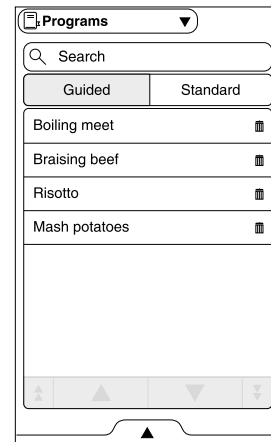 Programs
Search
Guided Standard
Boiling meet
Braising beef
Risotto
Mash potatoes